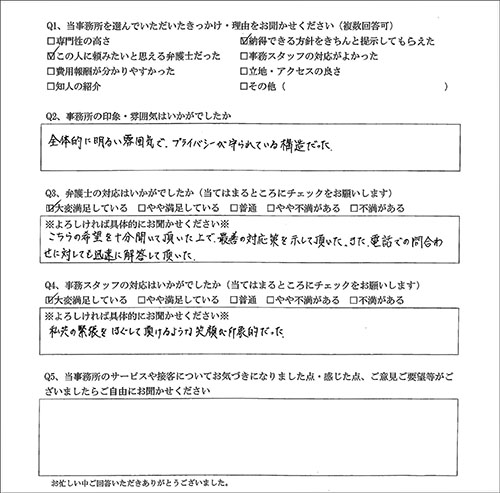 Q1、当事務所を選んでいただいたきっかけ・理由をお聞かせください（複数回答可）
□専門性の高さ ☑納得できる方針をきちんと提示してもらえた
☑この人に頼みたいと思える弁護士だった □事務スタッフの対応がよかった
□費用報酬が分かりやすかった □立地・アクセスの良さ
□知人の紹介 □その他（ ）
Q2、事務所の印象・雰囲気はいかがでしたか
全体的に明るい雰囲気で、プライバシーが守られている構造だった。
Q3、弁護士の対応はいかがでしたか（当てはまるところにチェックをお願いします）
☑大変満足している □やや満足している □普通 □やや不満がある □不満がある
※よろしければ具体的にお聞かせください※
こちらの希望を十分聞いて頂いた上で、最善の対応策を示して頂いた。また、電話での問合わ
せに対しても迅速に解答して頂いた。
Q4、事務スタッフの対応はいかがでしたか（当てはまるところにチェックをお願いします）
☑大変満足している □やや満足している □普通 □やや不満がある □不満がある
※よろしければ具体的にお聞かせください※
私共の緊張をほぐして頂けるような笑顔が印象的だった。
Q5、当事務所のサービスや接客についてお気づきになりました点・感じた点、ご意見ご要望等がご
ざいましたらご自由にお聞かせください
お忙しい中ご回答いただきありがとうございました。